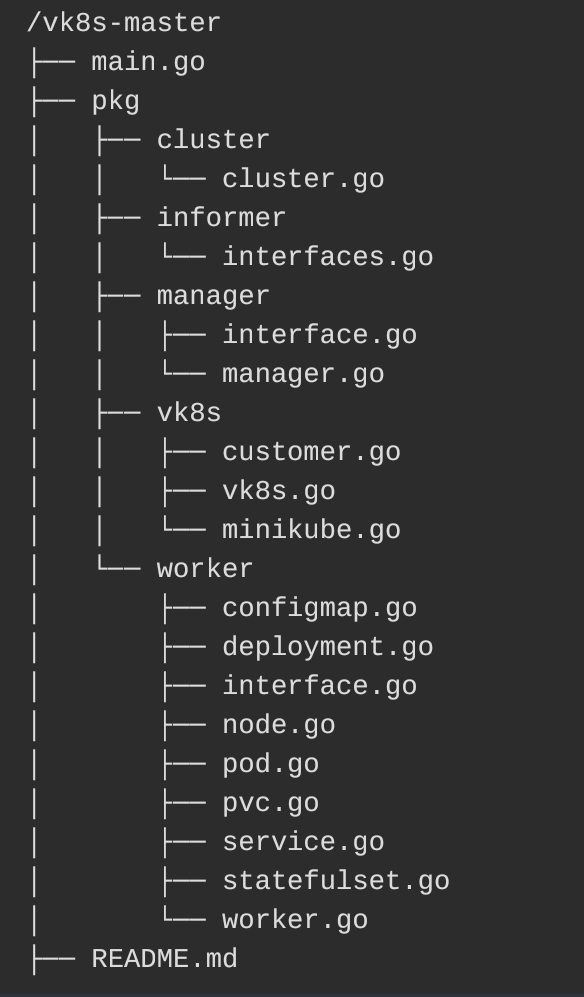 /vk8s-master
├── main.go
├── pkg
│   ├── cluster
│   │   └── cluster.go
│   ├── informer
│   │   └── interfaces.go
│   ├── manager
│   │   ├── interface.go
│   │   └── manager.go
│   ├── vk8s
│   │   ├── customer.go
│   │   ├── vk8s.go
│   │   └── minikube.go
│   └── worker
│       ├── configmap.go
│       ├── deployment.go
│       ├── interface.go
│       ├── node.go
│       ├── pod.go
│       ├── pvc.go
│       ├── service.go
│       ├── statefulset.go
│       └── worker.go
├── README.md